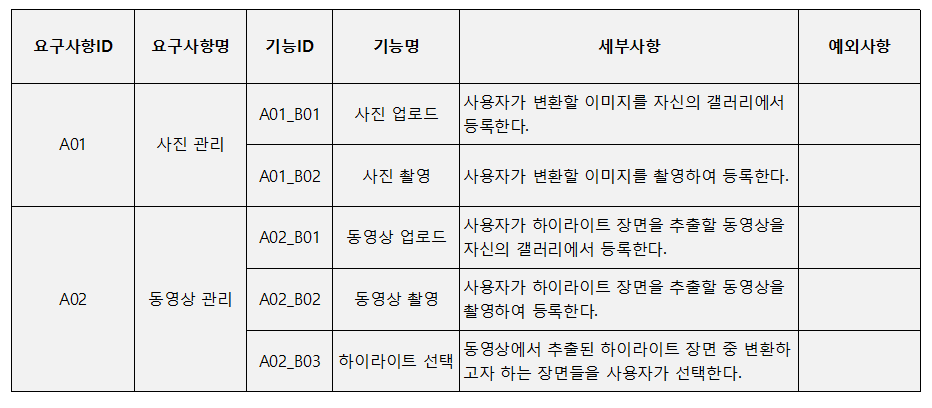 요구사항ID 요구사항명 기능ID 기능명 세부사항 예외사항
A01 사진 관리 A01_B01 사진 업로드 사용자가 변환할 이미지를 자신의 갤러리에서
등록한다.
A01_B02 사진 촬영 사용자가 변환할 이미지를 촬영하여 등록한다.
A02 동영상 관리 A02_B01 동영상 업로드 사용자가 하이라이트 장면을 추출할 동영상을
자신의 갤러리에서 등록한다.
A02_B02 동영상 촬영 사용자가 하이라이트 장면을 추출할 동영상을
촬영하여 등록한다.
A02_B03 하이라이트 선택 동영상에서 추출된 하이라이트 장면 중 변환하
고자 하는 장면들을 사용자가 선택한다.